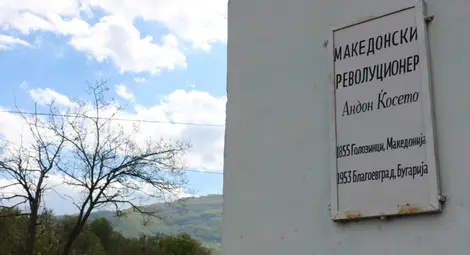 МАКЕДОНСКИ
РЕВОЛУЦИОНЕР
Андон Ќосето
1855 Голозинци, Македонија
1953 Благоевград, Бугарија